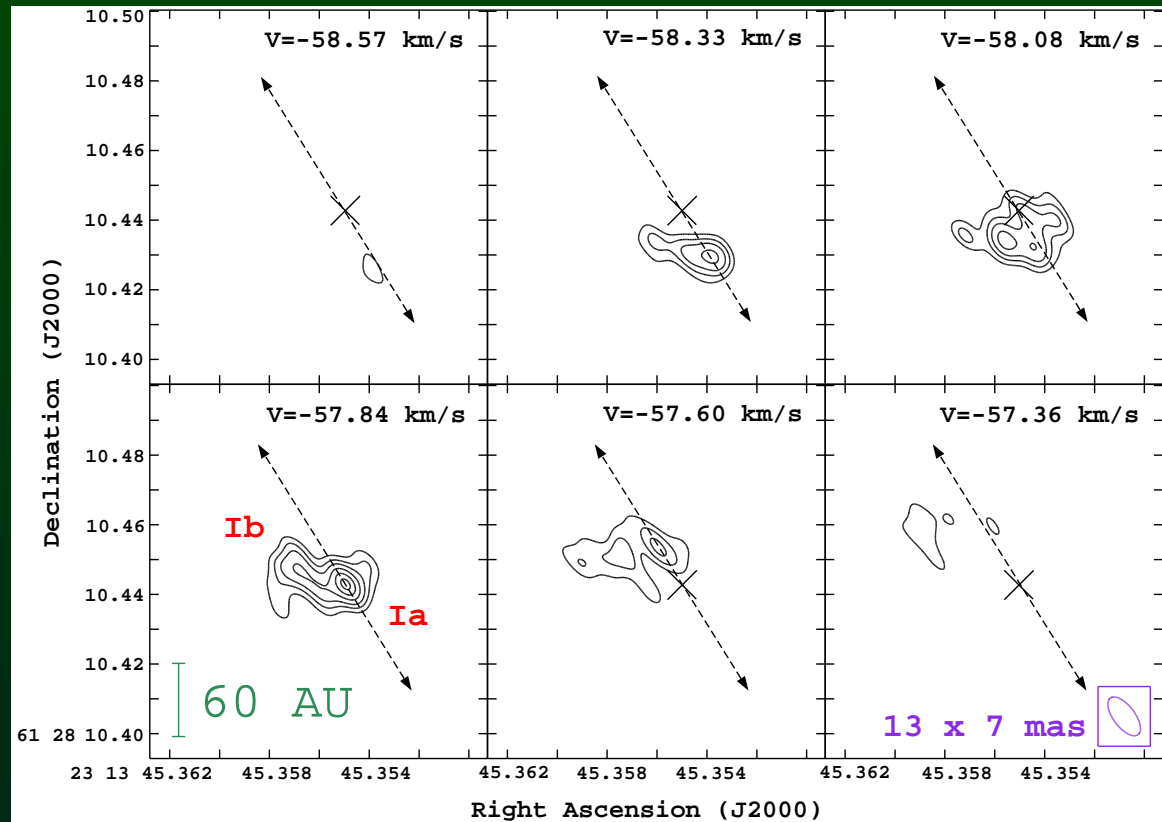 V=-58.57 km/s
V=-58.33 km/s
V=-58.08 km/s
10.50
10.48
10.46
10.44
10.42
10.40
Declination (J2000)
V=-57.84 km/s
V=-57.60 km/s
V=-57.36 km/s
10.48
10.46
10.44
10.42
61 28 10.40
Ib
Ia
60 AU
13 x 7 mas
23 13 45.362 45.358 45.354
45.362 45.358 45.354
45.362 45.358 45.354
Right Ascension (J2000)